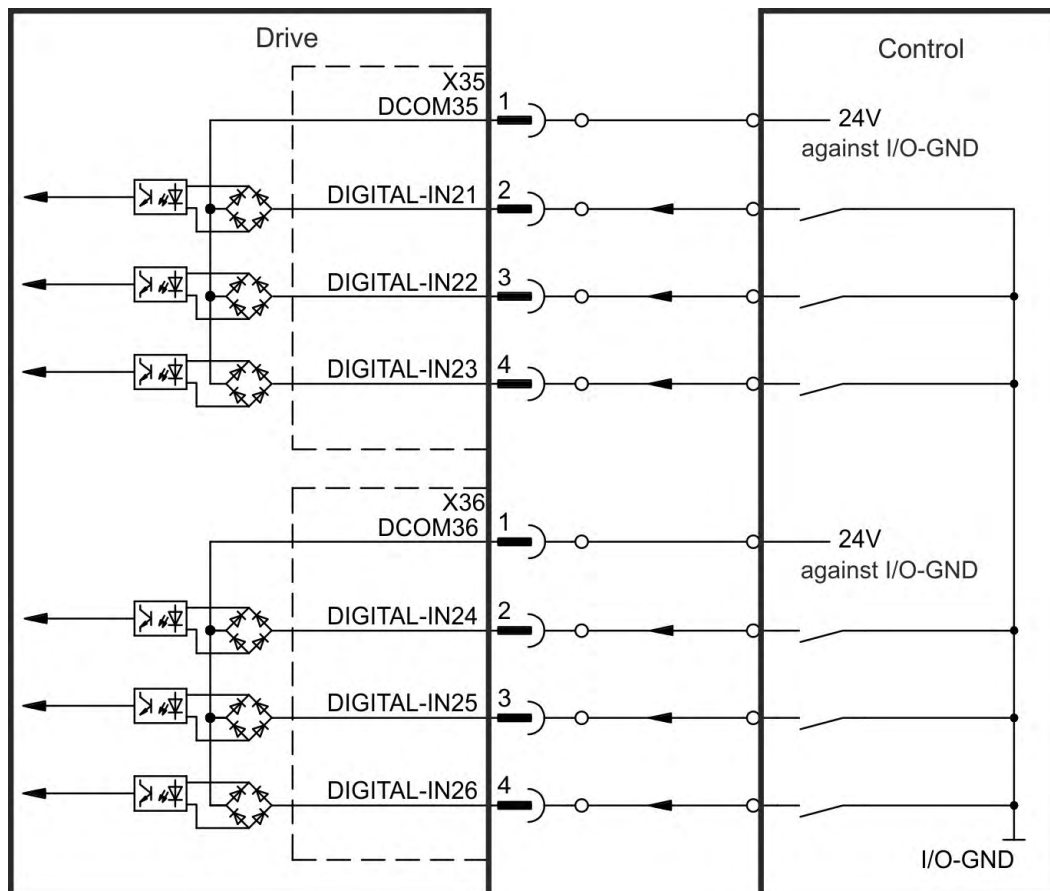 Drive
Control
X35
DCOM35
1
24V
against I/O-GND
DIGITAL-IN21
2
DIGITAL-IN22
3
DIGITAL-IN23
4
X36
DCOM36
1
24V
against I/O-GND
DIGITAL-IN24
2
DIGITAL-IN25
3
DIGITAL-IN26
4
I/O-GND